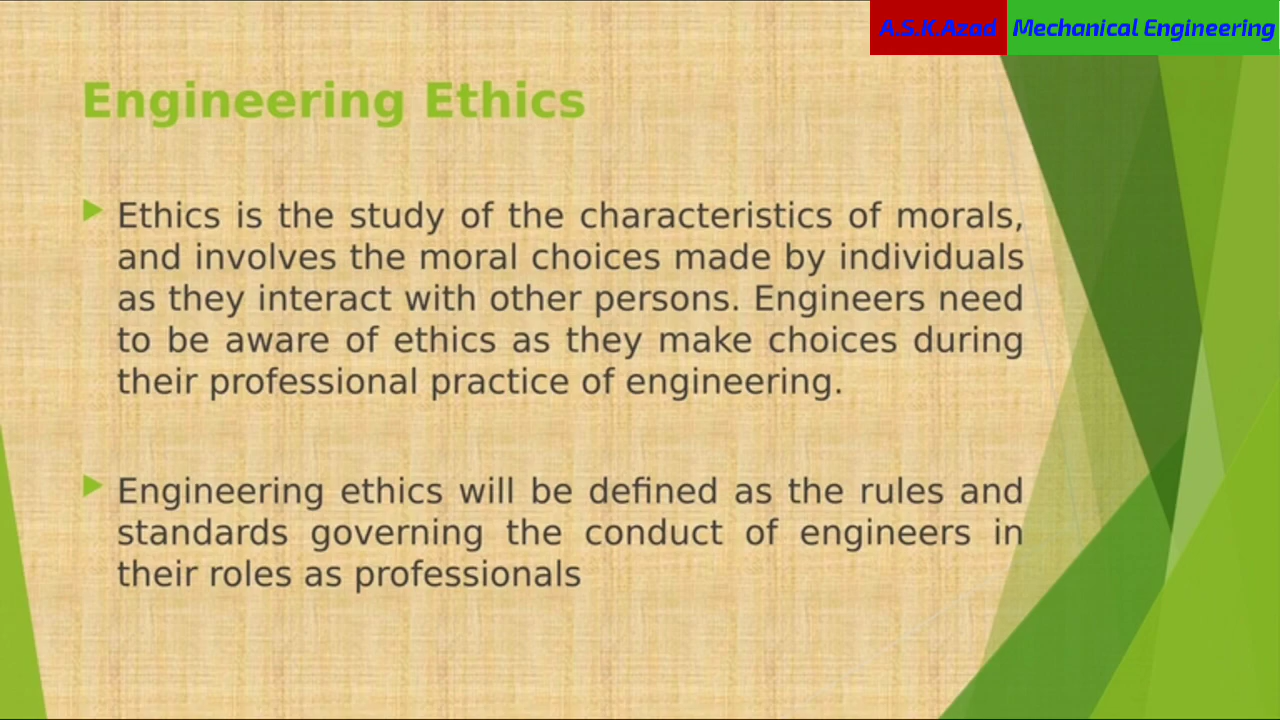 A.S.K.Azad Mechanical Engineering
Engineering Ethics
Ethics is the study of the characteristics of morals,
and involves the moral choices made by individuals
as they interact with other persons. Engineers need
to be aware of ethics as they make choices during
their professional practice of engineering.
Engineering ethics will be defined as the rules and
standards governing the conduct of engineers in
their roles as professionals